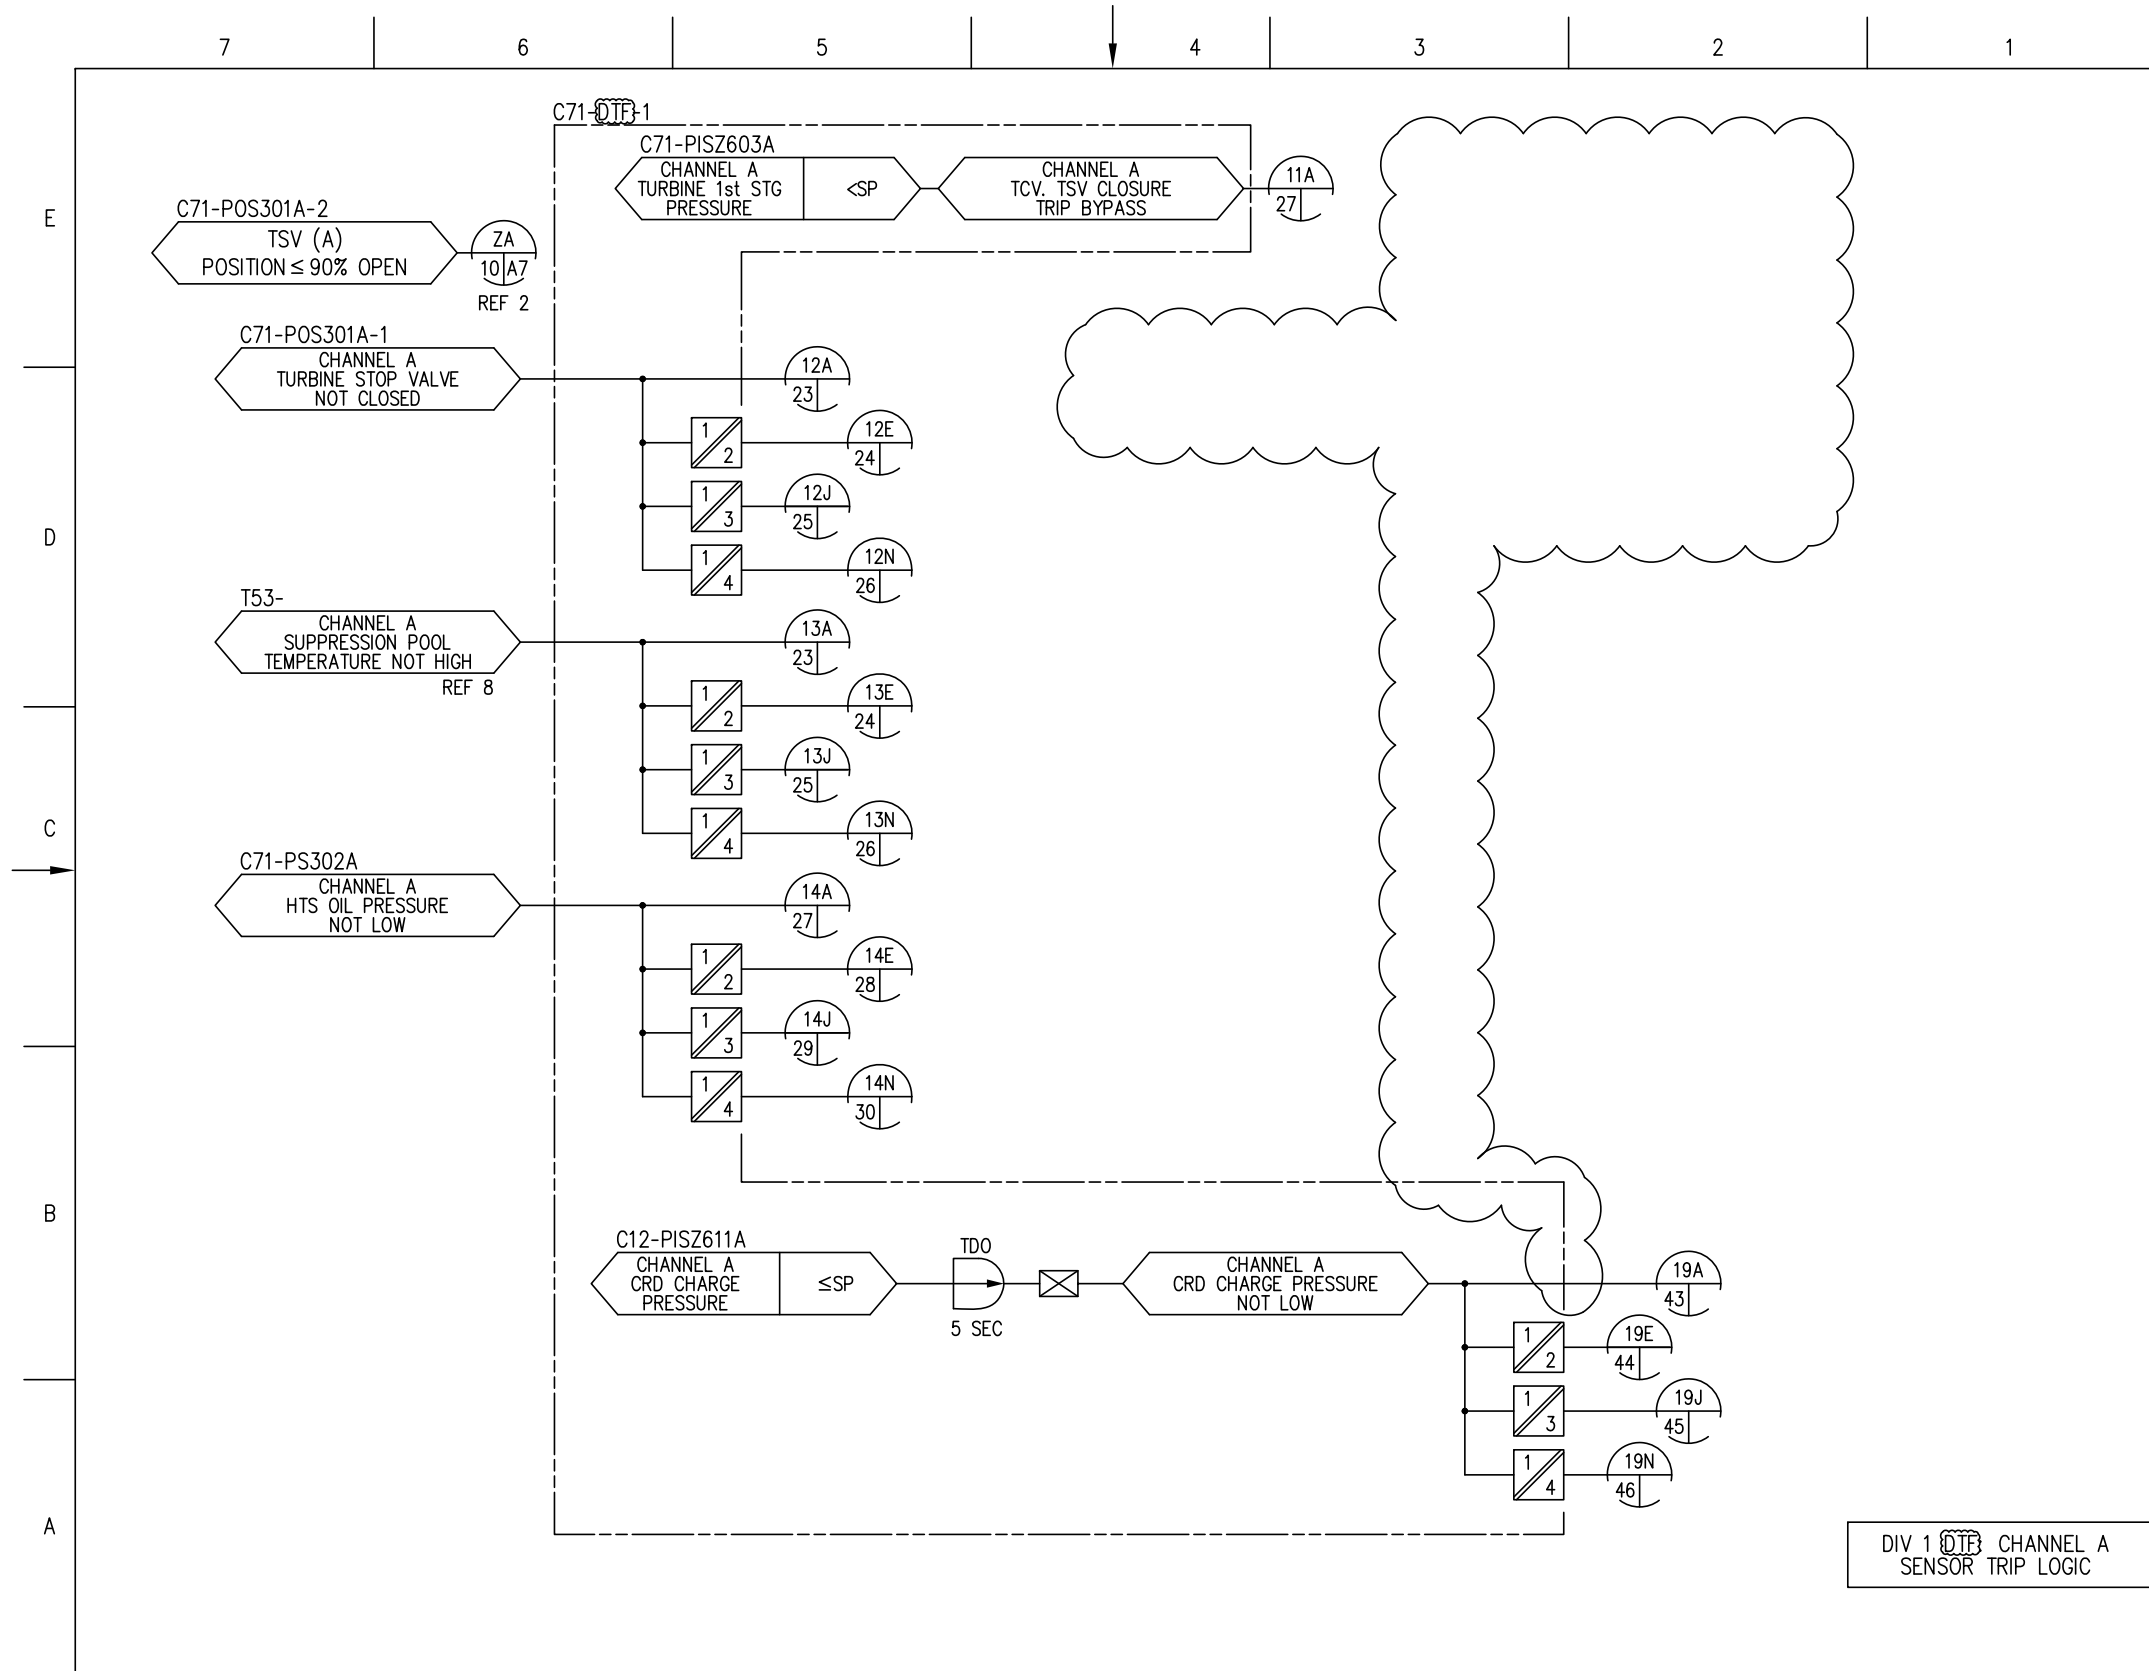 7 6 5 4 3 2 1
C71-DTF-1
C71-PISZ603A
CHANNEL A
TURBINE 1st STG
PRESSURE
<SP
CHANNEL A
TCV. TSV CLOSURE
TRIP BYPASS
11A
27
E
C71-POS301A-2
TSV (A)
POSITION ≤ 90% OPEN
ZA
10 A7
REF 2
C71-POS301A-1
CHANNEL A
TURBINE STOP VALVE
NOT CLOSED
12A
23
1
2
12E
24
1
3
12J
25
D
1
4
12N
26
T53-
CHANNEL A
SUPPRESSION POOL
TEMPERATURE NOT HIGH
REF 8
13A
23
1
2
13E
24
1
3
13J
25
C
1
4
13N
26
C71-PS302A
CHANNEL A
HTS OIL PRESSURE
NOT LOW
14A
27
1
2
14E
28
1
3
14J
29
1
4
14N
30
B
C12-PISZ611A
CHANNEL A
CRD CHARGE
PRESSURE
≤SP
TDO
5 SEC
CHANNEL A
CRD CHARGE PRESSURE
NOT LOW
19A
43
1
2
19E
44
1
3
19J
45
1
4
19N
46
A
DIV 1 DTF CHANNEL A
SENSOR TRIP LOGIC